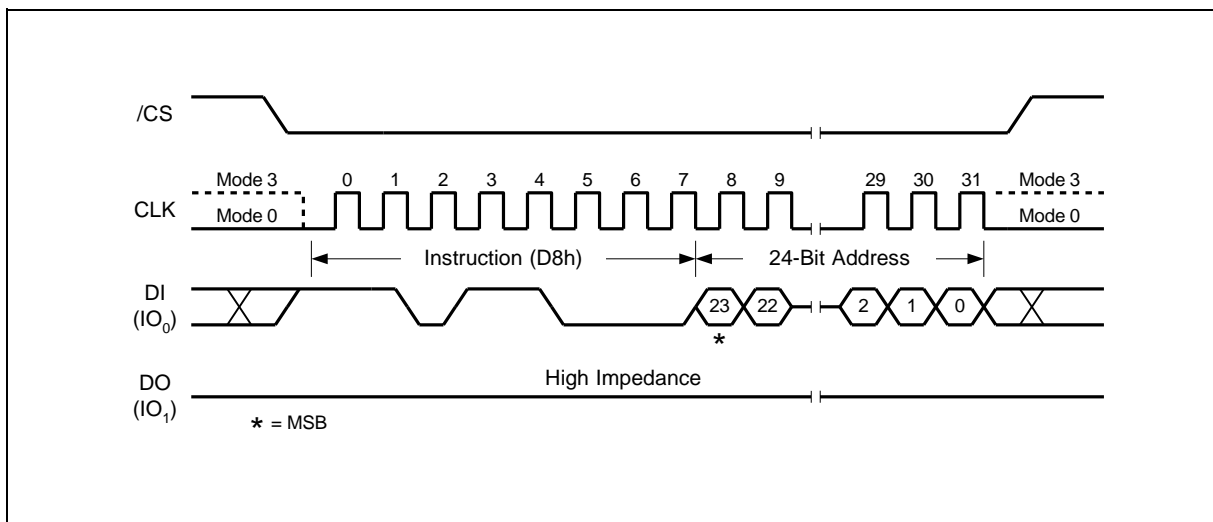 /CS
Mode 3
0 1 2 3 4 5 6 7 8 9 29 30 31
Mode 3
CLK
Mode 0
Mode 0
Instruction (D8h)
24-Bit Address
DI
(IO₀)
23 22 2 1 0
*
High Impedance
DO
(IO₁)
* = MSB